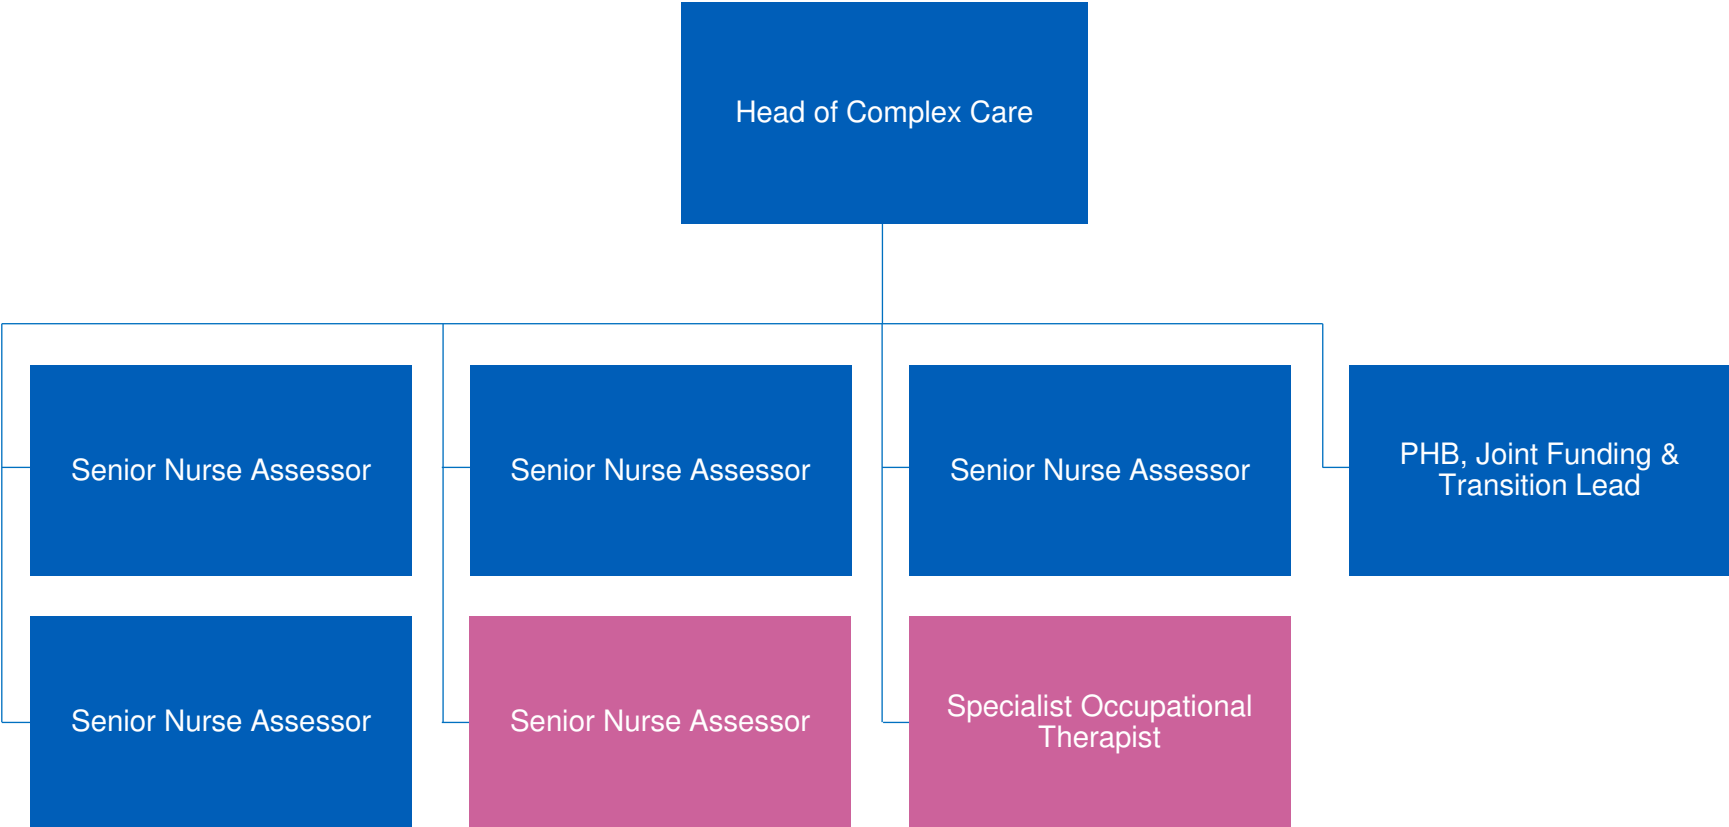 Head of Complex Care
Senior Nurse Assessor
Senior Nurse Assessor
Senior Nurse Assessor
PHB, Joint Funding &
Transition Lead
Senior Nurse Assessor
Senior Nurse Assessor
Specialist Occupational
Therapist